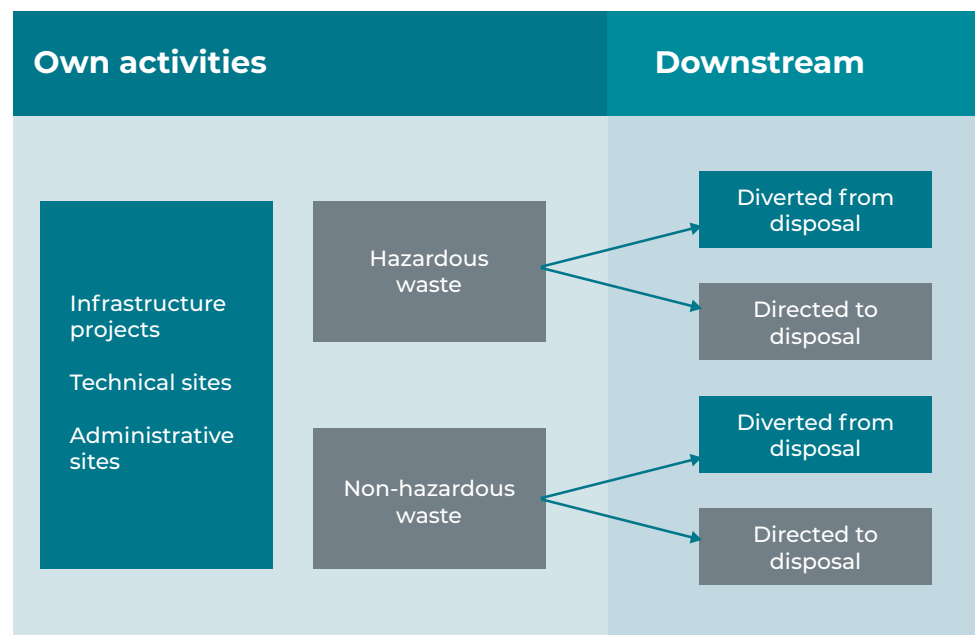 Own activities
Downstream
Infrastructure
projects
Technical sites
Administrative
sites
Hazardous
waste
Non-hazardous
waste
Diverted from
disposal
Directed to
disposal
Diverted from
disposal
Directed to
disposal